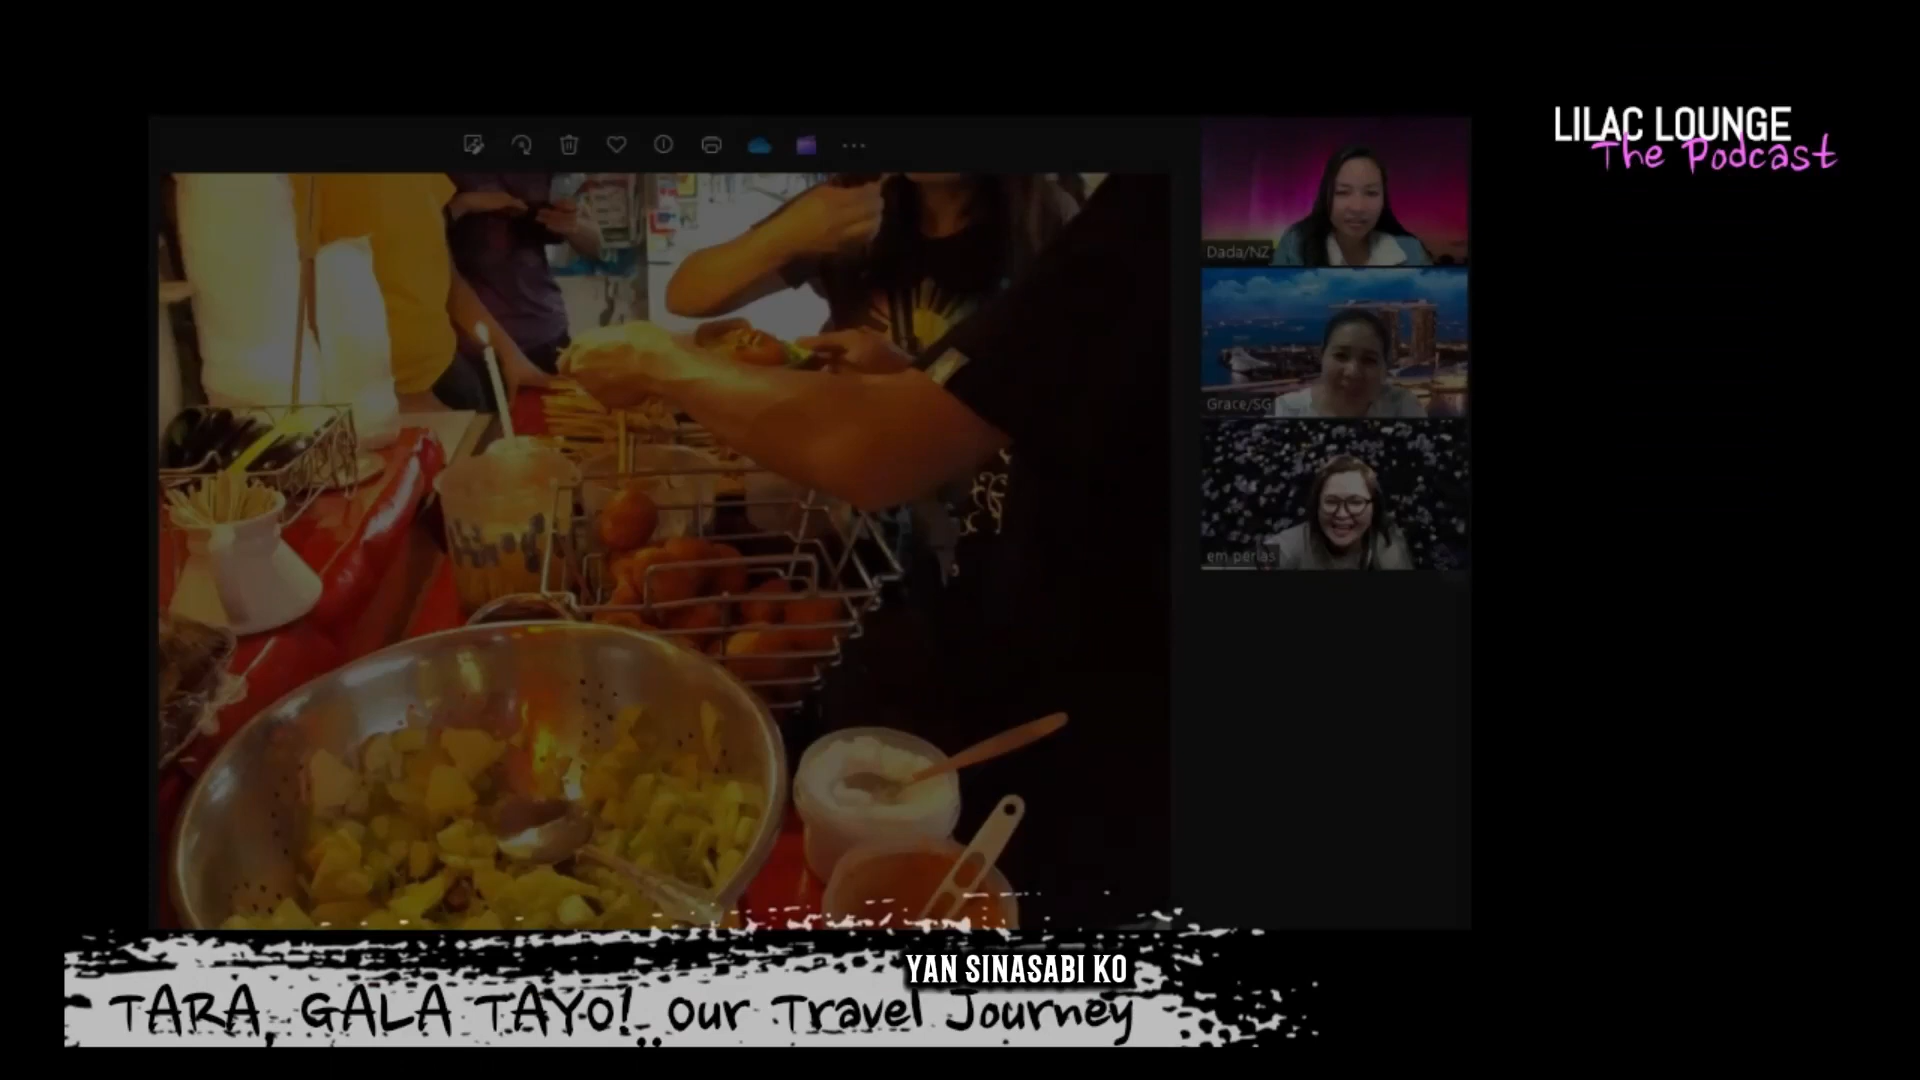 LILAC LOUNGE
The Podcast
Dada/NZ
Grace/SG
em perlas
YAN SINASABI KO
TARA, GALA TAYO!.. Our Travel Journey